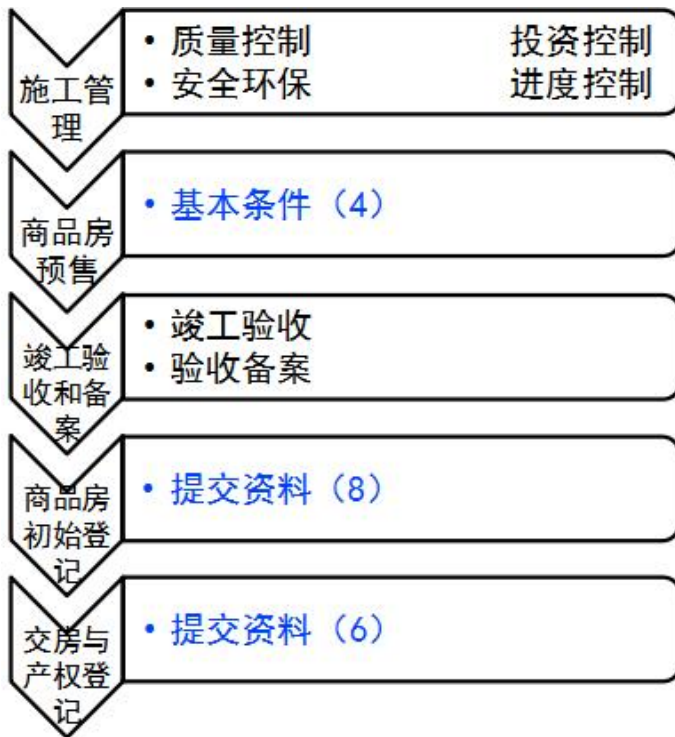 施工管
理
• 质量控制 投资控制
• 安全环保 进度控制
商品房
预售
• 基本条件（4）
竣工验
收和备
案
• 竣工验收
• 验收备案
商品房
初始登
记
• 提交资料（8）
交房与
产权登
记
• 提交资料（6）